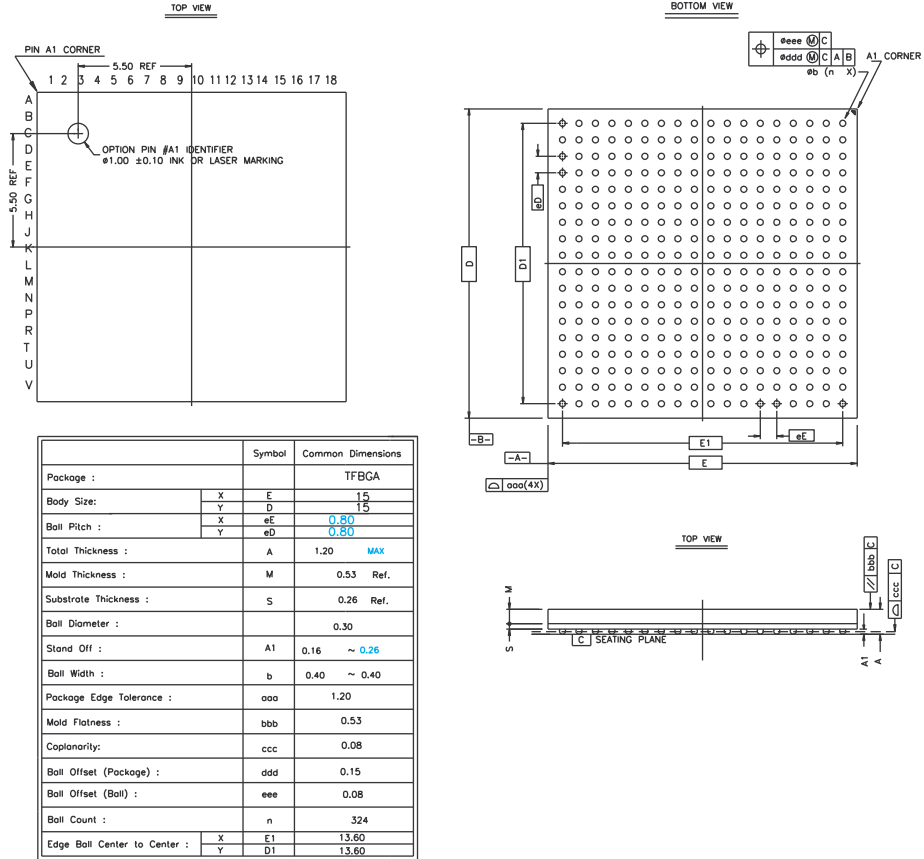 TOP VIEW
PIN A1 CORNER
5.50 REF
1 2 3 4 5 6 7 8 9 10 11 12 13 14 15 16 17 18
A
B
C
D
E
F
G
H
J
K
L
M
N
P
R
T
U
V
5.50 REF
OPTION PIN #A1 IDENTIFIER
ø1.00 ±0.10 INK OR LASER MARKING
BOTTOM VIEW
øeee Ⓜ C
øddd Ⓜ C A B
øb (n X)
A1 CORNER
eD
D
D1
-B-
-A-
E1
eE
E
aaa(4X)
TOP VIEW
M
S
C SEATING PLANE
// bbb C
ccc C
A1
A
Symbol Common Dimensions
Package : TFBGA
Body Size: X E 15
Y D 15
Ball Pitch : X eE 0.80
Y eD 0.80
Total Thickness : A 1.20 MAX
Mold Thickness : M 0.53 Ref.
Substrate Thickness : S 0.26 Ref.
Ball Diameter : 0.30
Stand Off : A1 0.16 ~ 0.26
Ball Width : b 0.40 ~ 0.40
Package Edge Tolerance : aaa 1.20
Mold Flatness : bbb 0.53
Coplanarity: ccc 0.08
Ball Offset (Package) : ddd 0.15
Ball Offset (Ball) : eee 0.08
Ball Count : n 324
Edge Ball Center to Center : X E1 13.60
Y D1 13.60